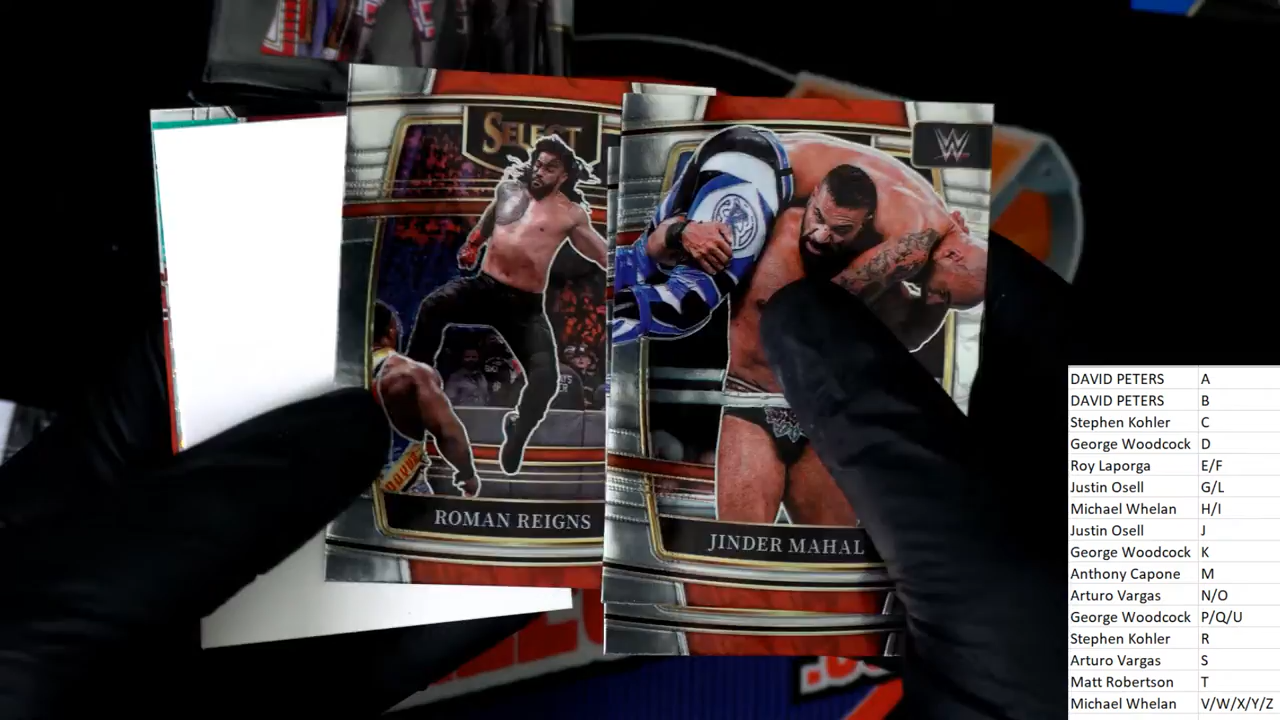 SELECT
W
ROMAN REIGNS
JINDER MAHAL
DAVID PETERS A
DAVID PETERS B
Stephen Kohler C
George Woodcock D
Roy Laporga E/F
Justin Osell G/L
Michael Whelan H/I
Justin Osell J
George Woodcock K
Anthony Capone M
Arturo Vargas N/O
George Woodcock P/Q/U
Stephen Kohler R
Arturo Vargas S
Matt Robertson T
Michael Whelan V/W/X/Y/Z